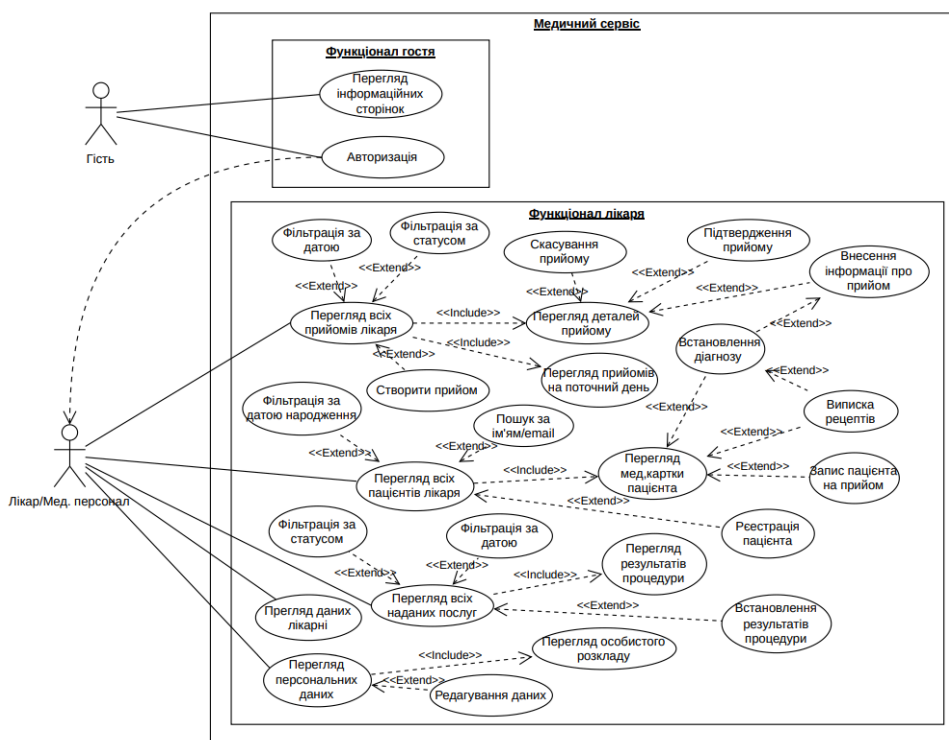 Медичний сервіс
Функціонал гостя
Перегляд
інформаційних
сторінок
Авторизація
Гість
Функціонал лікаря
Фільтрація за
датою
Фільтрація за
статусом
Скасування
прийому
Підтвердження
прийому
Внесення
інформації про
прийом
<<Extend>>
<<Extend>>
<<Extend>>
<<Extend>>
<<Extend>>
Перегляд всіх
прийомів лікаря
<<Include>>
Перегляд деталей
прийому
<<Extend>>
<<Include>>
Встановлення
діагнозу
<<Extend>>
Створити прийом
Перегляд прийомів
на поточний день
<<Extend>>
<<Extend>>
Виписка
рецептів
Фільтрація за
датою народження
Пошук за
ім'ям/email
<<Extend>>
<<Extend>>
<<Extend>>
Лікар/Мед. персонал
Перегляд всіх
пацієнтів лікаря
<<Include>>
Перегляд
мед,картки
пацієнта
<<Extend>>
Запис пацієнта
на прийом
<<Extend>>
Рєестрація
пацієнта
Фільтрація за
статусом
Фільтрація за
датою
<<Extend>>
<<Extend>>
Перегляд
результатів
процедури
<<Include>>
Перегляд всіх
наданих послуг
<<Extend>>
Встановлення
результатів
процедури
Прегляд даних
лікарні
Перегляд
персональних
даних
<<Include>>
Перегляд особистого
розкладу
<<Extend>>
Редагування даних